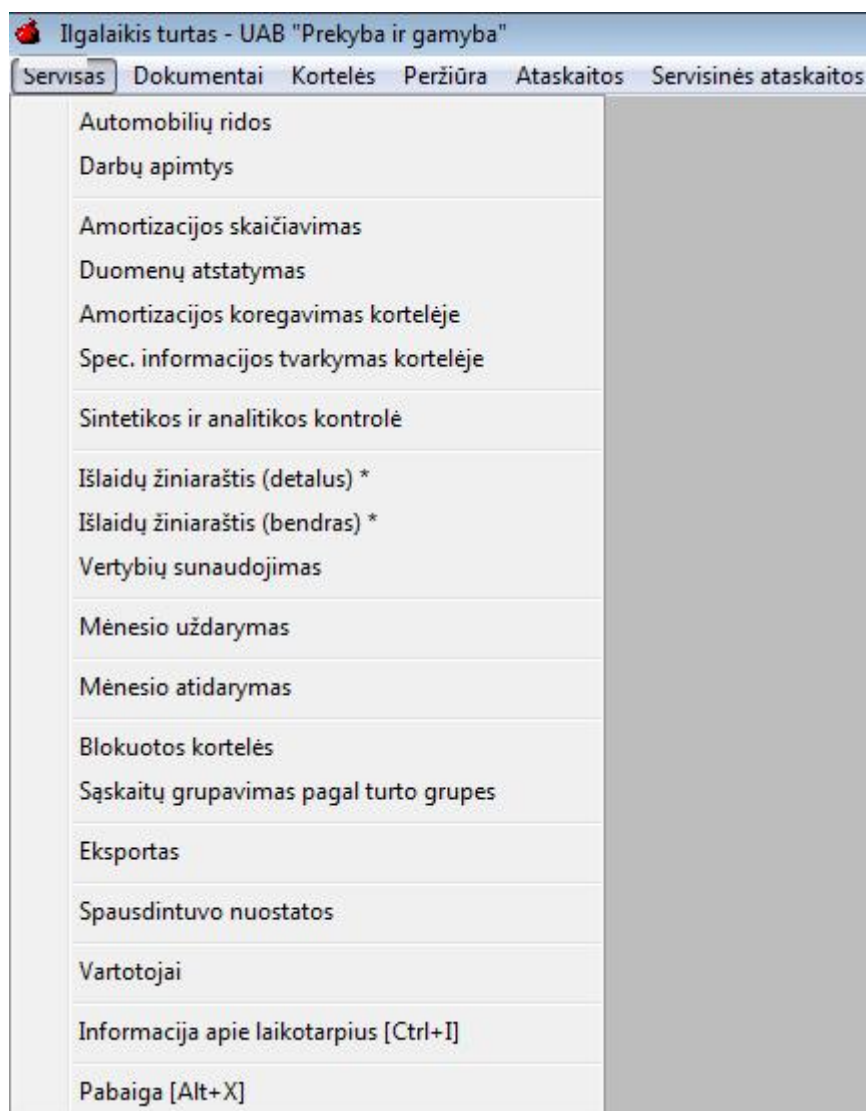 Ilgalaikis turtas - UAB "Prekyba ir gamyba"
Servisas Dokumentai Kortelės Peržiūra Ataskaitos Servisinės ataskaitos
Automobilių ridos
Darbų apimtys
Amortizacijos skaičiavimas
Duomenų atstatymas
Amortizacijos koregavimas kortelėje
Spec. informacijos tvarkymas kortelėje
Sintetikos ir analitikos kontrolė
Išlaidų žiniaraštis (detalus) *
Išlaidų žiniaraštis (bendras) *
Vertybių sunaudojimas
Mėnesio uždarymas
Mėnesio atidarymas
Blokuotos kortelės
Sąskaitų grupavimas pagal turto grupes
Eksportas
Spausdintuvo nuostatos
Vartotojai
Informacija apie laikotarpius [Ctrl+I]
Pabaiga [Alt+X]